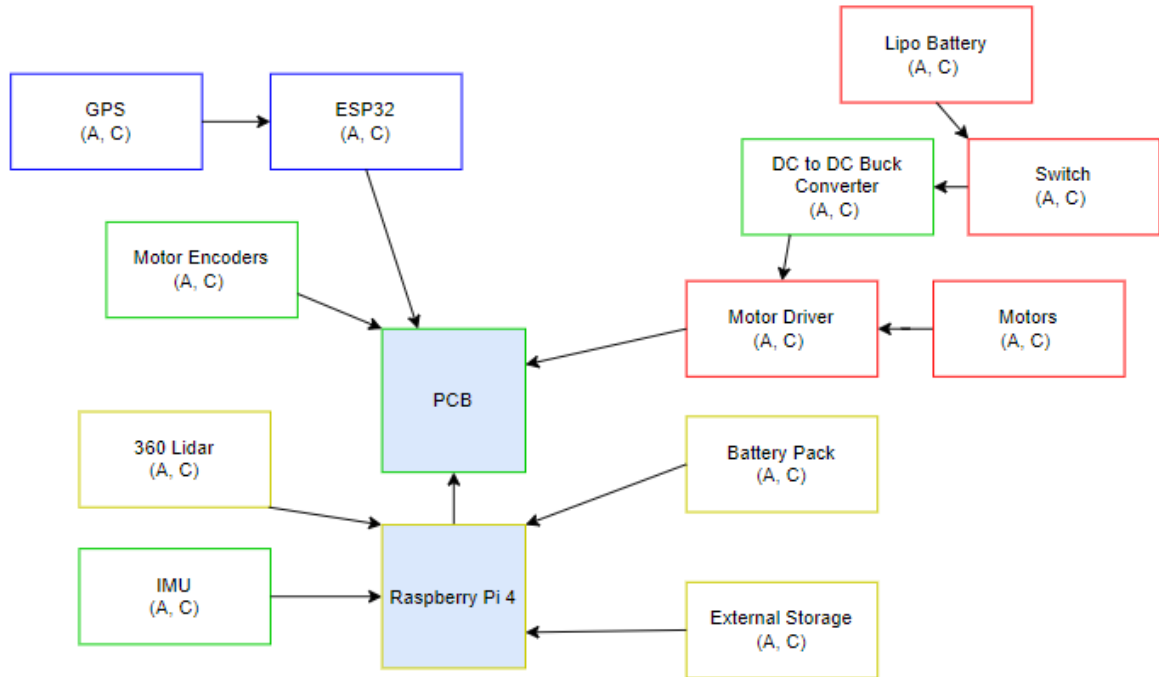 Lipo Battery
(A, C)
GPS
(A, C)
ESP32
(A, C)
DC to DC Buck
Converter
(A, C)
Switch
(A, C)
Motor Encoders
(A, C)
Motor Driver
(A, C)
Motors
(A, C)
PCB
360 Lidar
(A, C)
Battery Pack
(A, C)
IMU
(A, C)
Raspberry Pi 4
External Storage
(A, C)